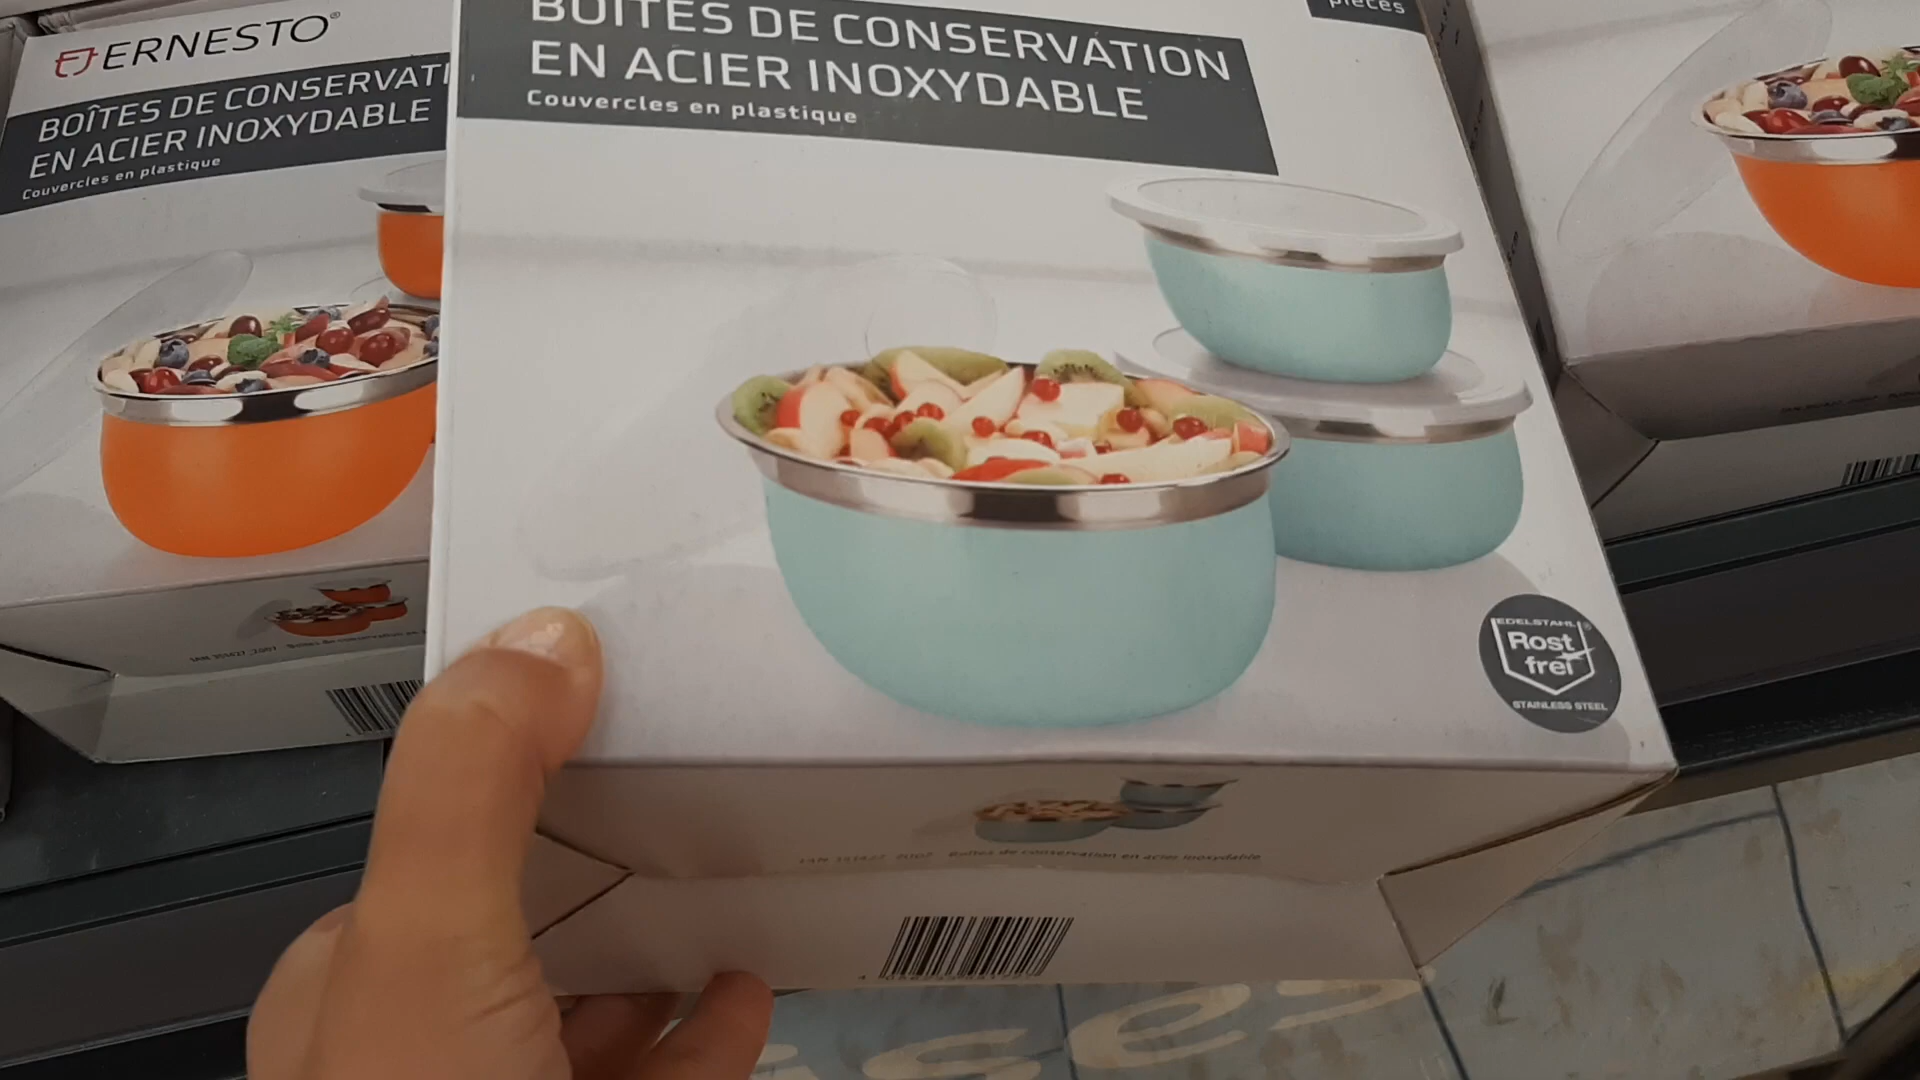 ERNESTO®
BOÎTES DE CONSERVATI
EN ACIER INOXYDABLE
Couvercles en plastique
pièces
BOÎTES DE CONSERVATION
EN ACIER INOXYDABLE
Couvercles en plastique
EDELSTAHL®
Rost
frei
STAINLESS STEEL
Boîtes de conservation en acier inoxydable